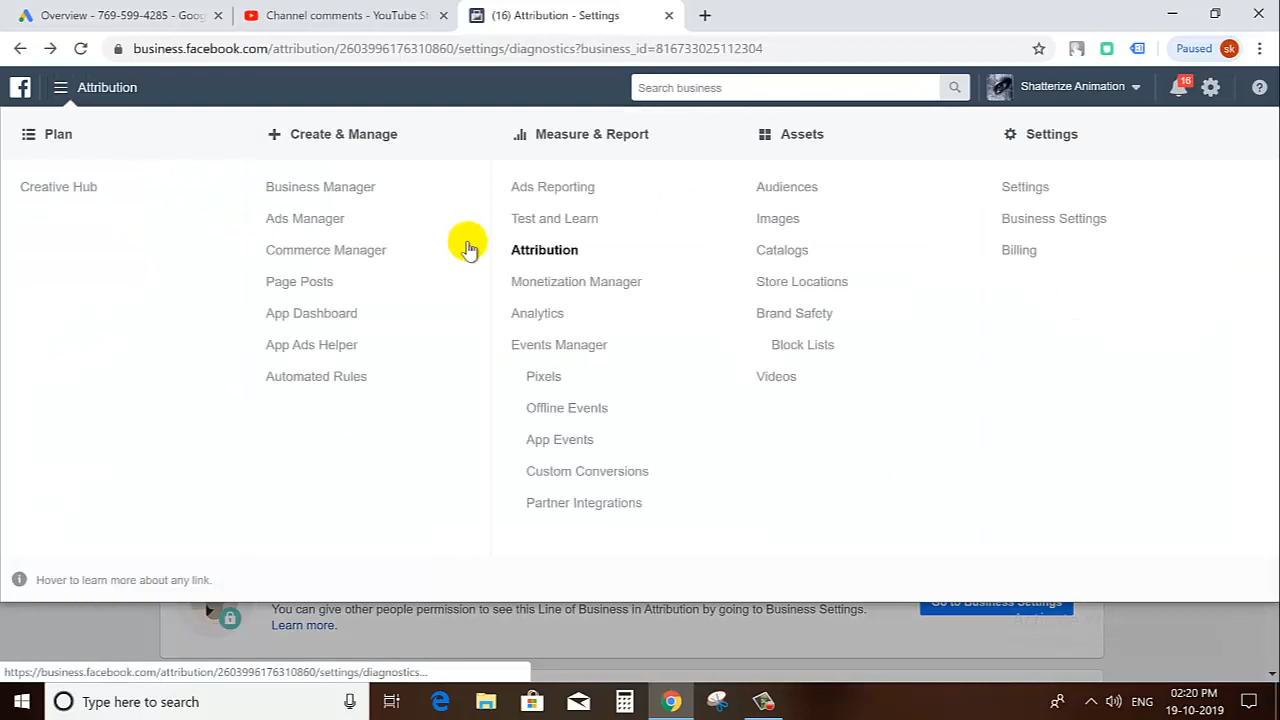 Overview - 769-599-4285 - Goog
Channel comments - YouTube St
(16) Attribution - Settings
business.facebook.com/attribution/2603996176310860/settings/diagnostics?business_id=816733025112304
Paused sk
Attribution
Search business
Shatterize Animation
16
Plan
Create & Manage
Measure & Report
Assets
Settings
Creative Hub
Business Manager
Ads Reporting
Audiences
Settings
Ads Manager
Test and Learn
Images
Business Settings
Commerce Manager
Attribution
Catalogs
Billing
Page Posts
Monetization Manager
Store Locations
App Dashboard
Analytics
Brand Safety
App Ads Helper
Events Manager
Block Lists
Automated Rules
Pixels
Videos
Offline Events
App Events
Custom Conversions
Partner Integrations
Hover to learn more about any link.
You can give other people permission to see this Line of Business in Attribution by going to Business Settings.
Go to Business Settings
Learn more.
https://business.facebook.com/attribution/2603996176310860/settings/diagnostics...
Type here to search
ENG
02:20 PM
19-10-2019